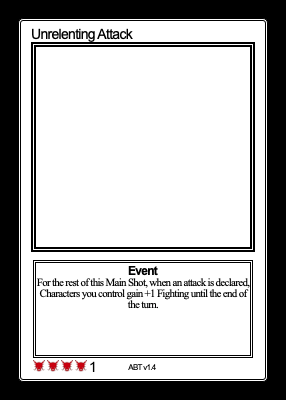 Unrelenting Attack
Event
For the rest of this Main Shot, when an attack is declared,
Characters you control gain +1 Fighting until the end of
the turn.
1
ABT v1.4